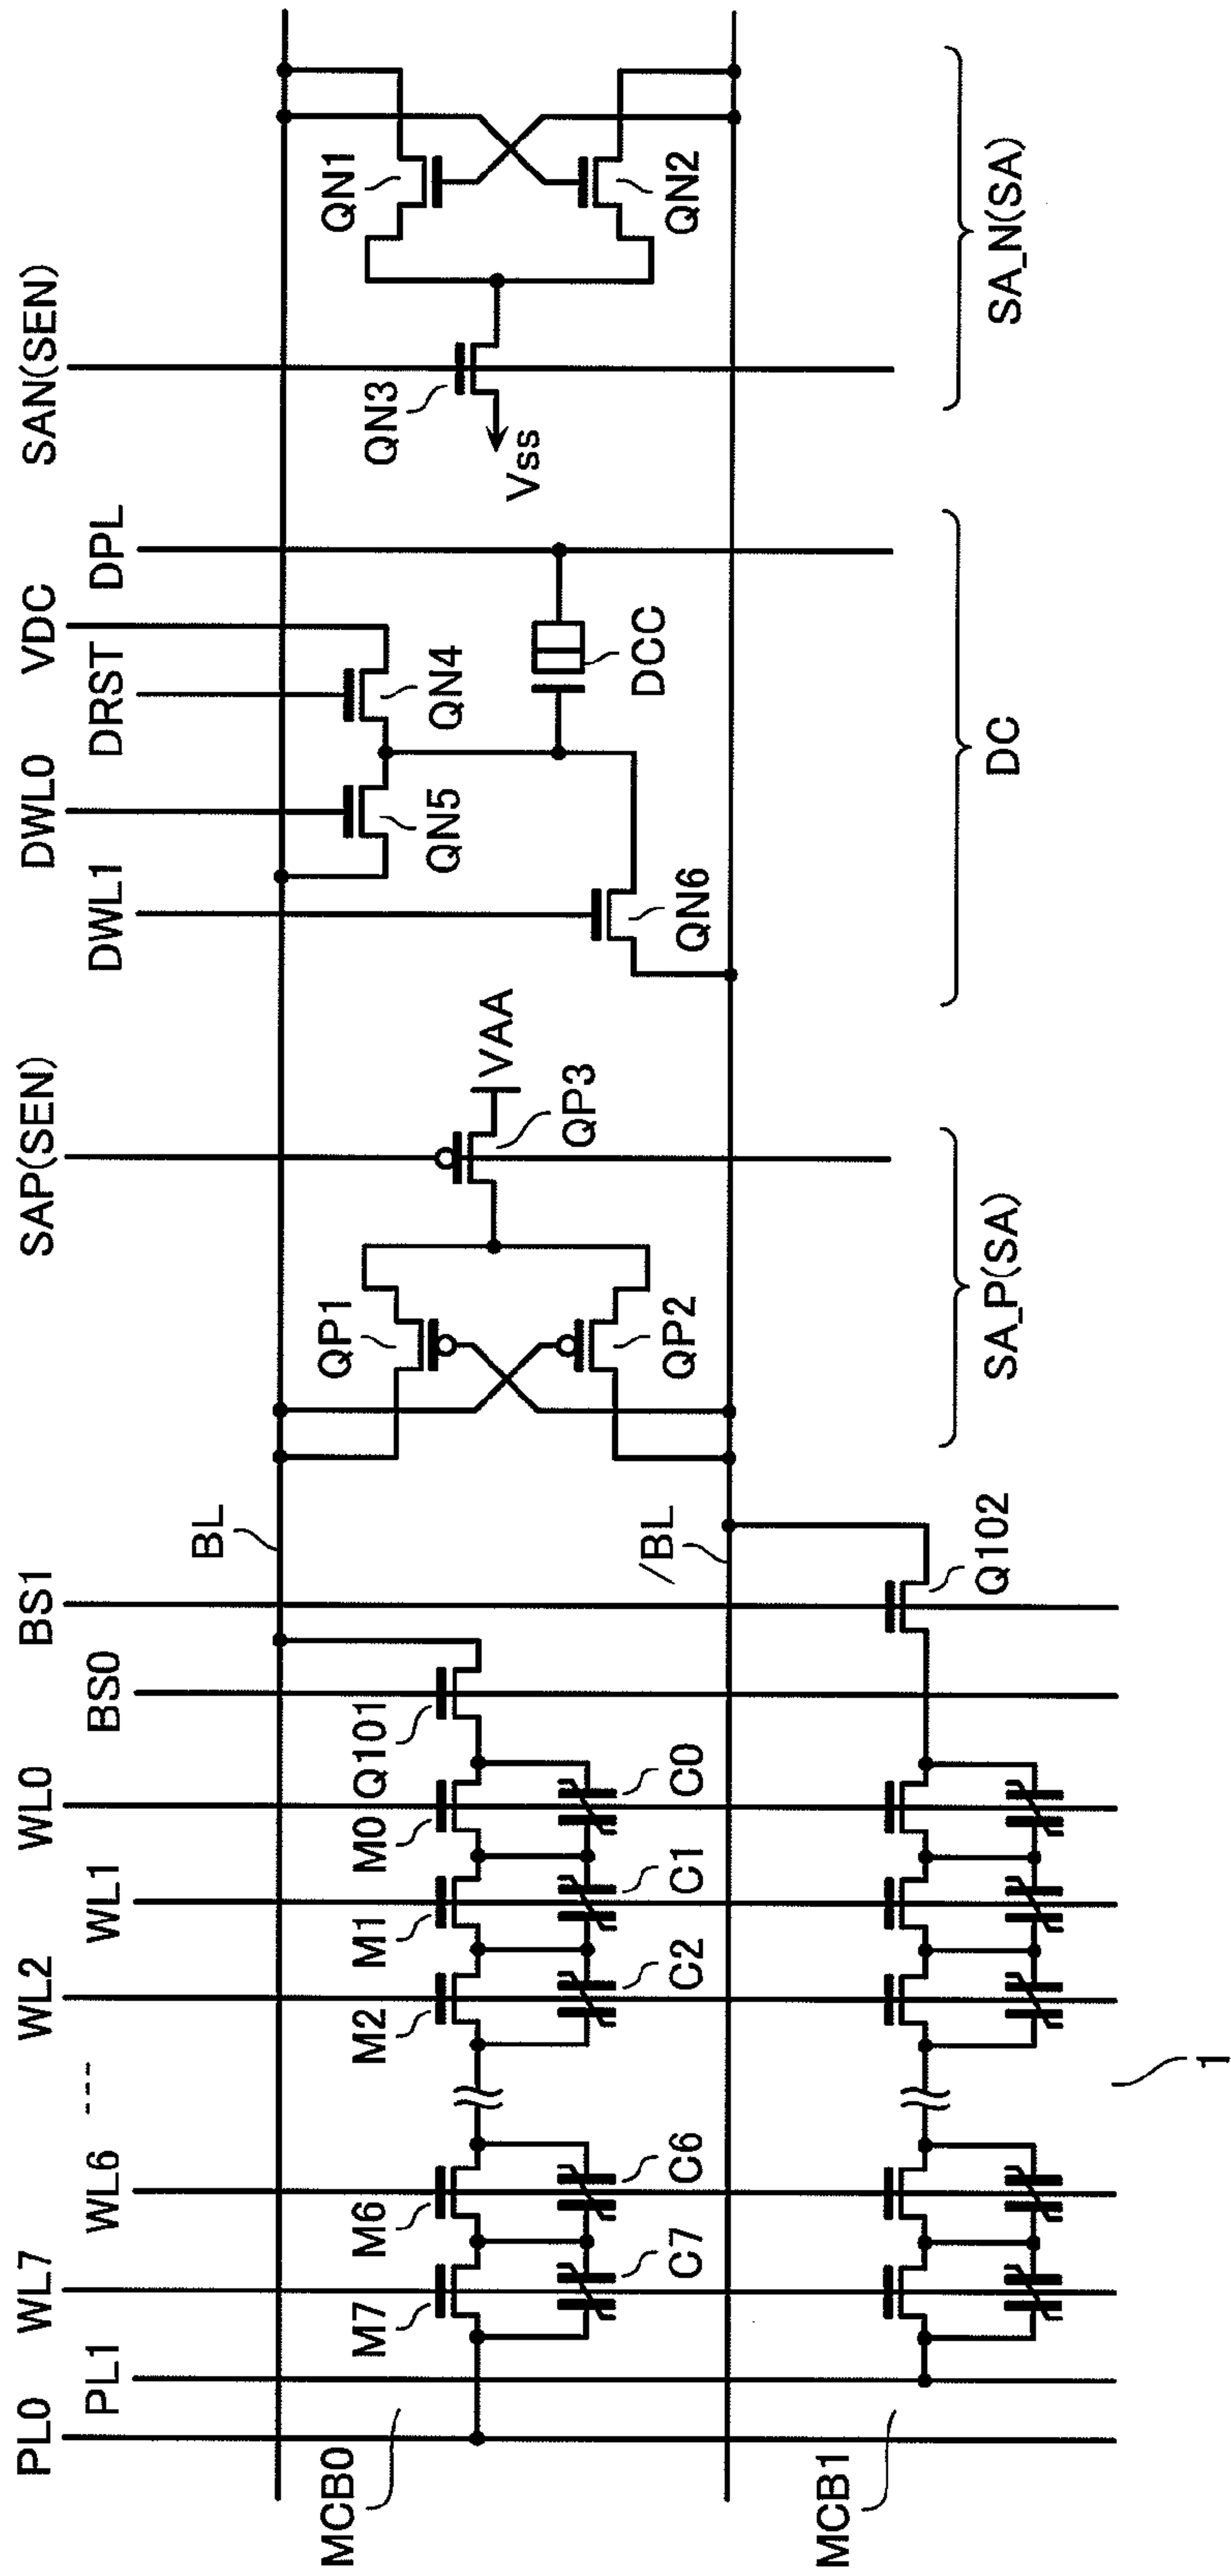 PL0
PL1
WL7
WL6
---
WL2
WL1
WL0
BS0
BS1
SAP(SEN)
DWL1
DWL0
DRST
VDC
DPL
SAN(SEN)
BL
MCB0
M7
M6
M2
M1
M0
Q101
C7
C6
C2
C1
C0
/BL
MCB1
Q102
1
QP1
QP2
QP3
VAA
SA_P(SA)
QN5
QN4
QN6
DCC
DC
QN3
Vss
QN1
QN2
SA_N(SA)